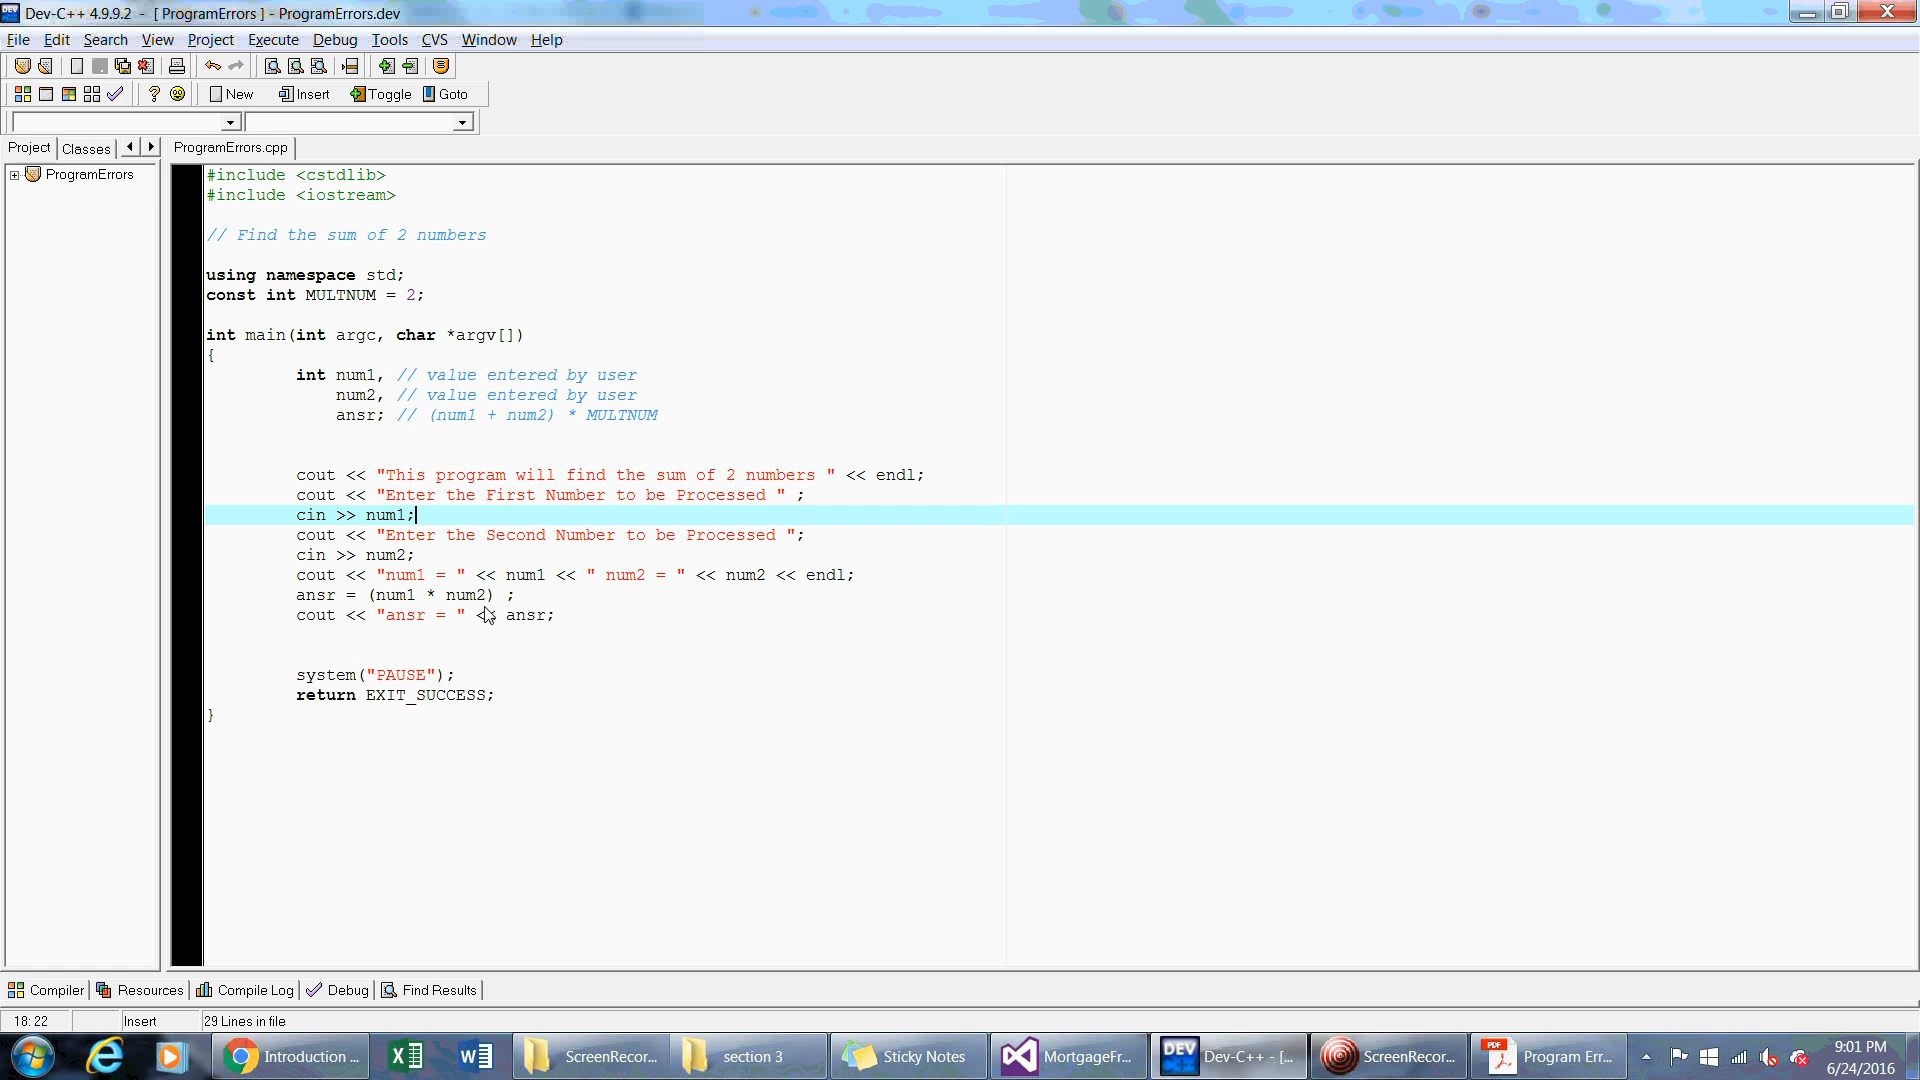 Dev-C++ 4.9.9.2 - [ ProgramErrors ] - ProgramErrors.dev
File Edit Search View Project Execute Debug Tools CVS Window Help
New Insert Toggle Goto
Project Classes ProgramErrors.cpp
ProgramErrors
#include <cstdlib>
#include <iostream>
// Find the sum of 2 numbers
using namespace std;
const int MULTNUM = 2;
int main(int argc, char *argv[])
{
int num1, // value entered by user
num2, // value entered by user
ansr; // (num1 + num2) * MULTNUM
cout << "This program will find the sum of 2 numbers " << endl;
cout << "Enter the First Number to be Processed " ;
cin >> num1;
cout << "Enter the Second Number to be Processed ";
cin >> num2;
cout << "num1 = " << num1 << " num2 = " << num2 << endl;
ansr = (num1 * num2) ;
cout << "ansr = " << ansr;
system("PAUSE");
return EXIT_SUCCESS;
}
Compiler Resources Compile Log Debug Find Results
18: 22 Insert 29 Lines in file
Introduction ... ScreenRecor... section 3 Sticky Notes MortgageFr... DEV Dev-C++ - [... ScreenRecor... PDF Program Err... 9:01 PM
6/24/2016